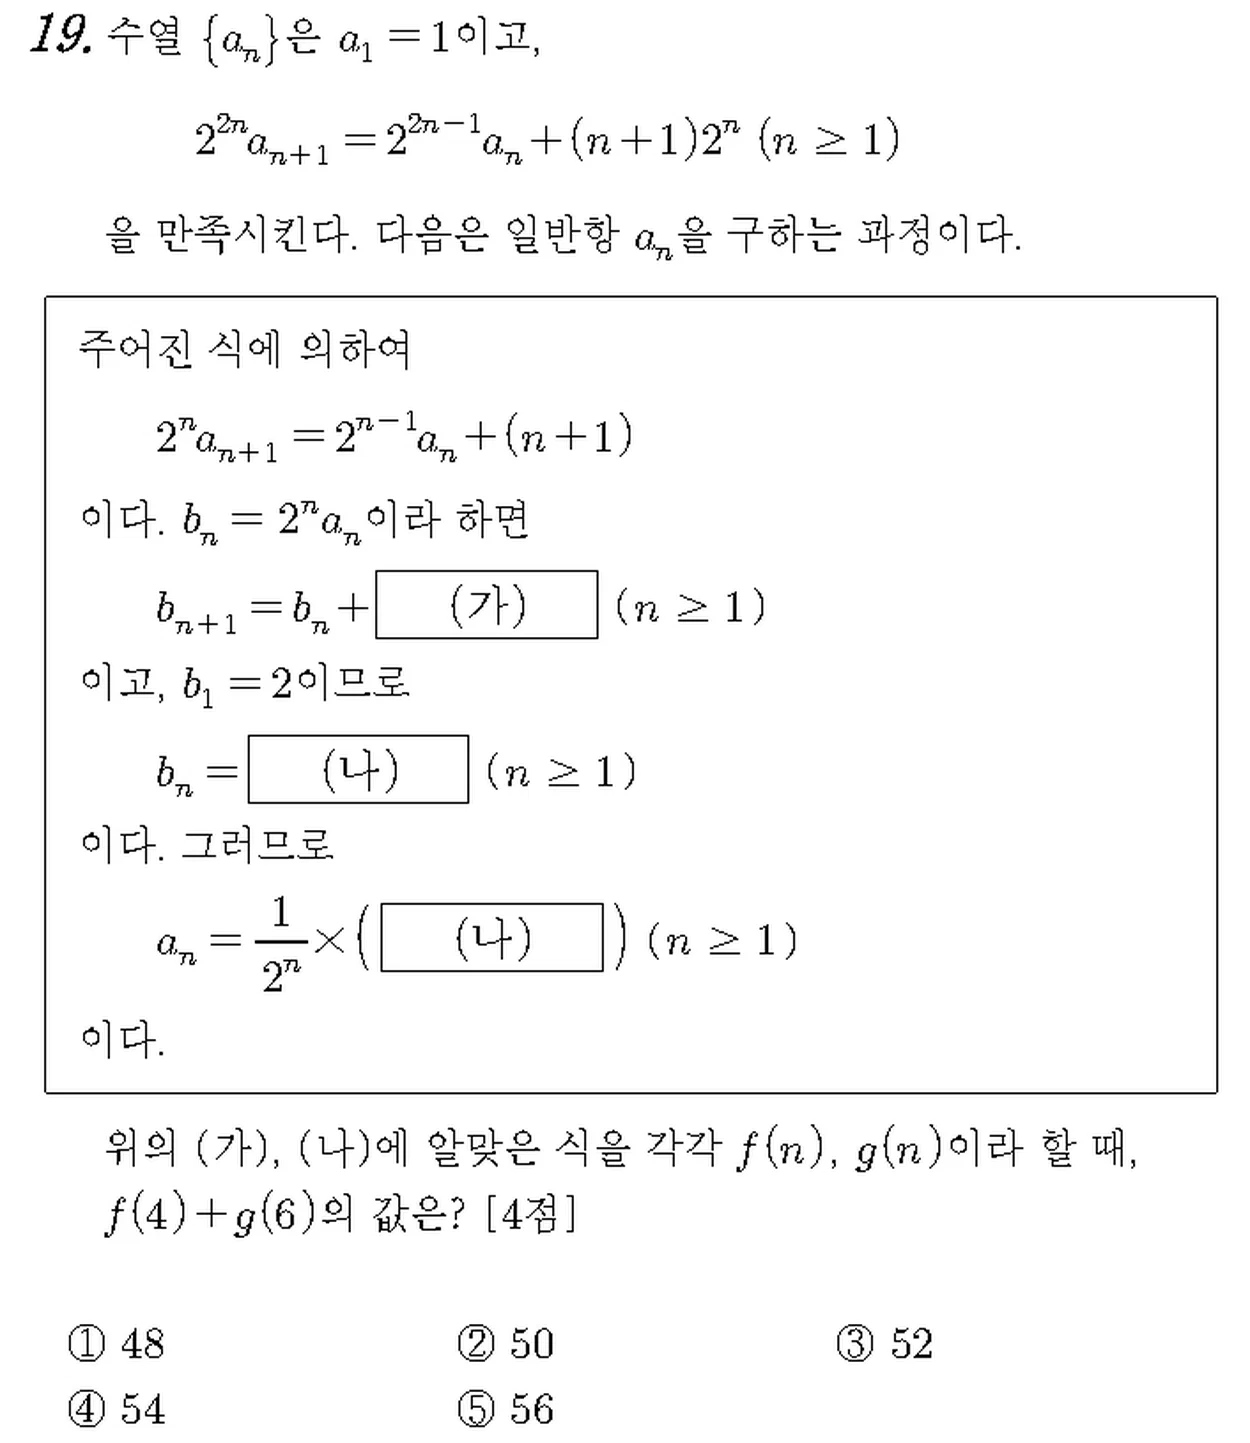 19. 수열 {aₙ}은 a₁ = 1이고,
2²ⁿaₙ₊₁ = 2²ⁿ⁻¹aₙ + (n+1)2ⁿ (n ≥ 1)
을 만족시킨다. 다음은 일반항 aₙ을 구하는 과정이다.
주어진 식에 의하여
2ⁿaₙ₊₁ = 2ⁿ⁻¹aₙ + (n+1)
이다. bₙ = 2ⁿaₙ이라 하면
bₙ₊₁ = bₙ + (가) (n ≥ 1)
이고, b₁ = 2이므로
bₙ = (나) (n ≥ 1)
이다. 그러므로
aₙ = 1/2ⁿ × ( (나) ) (n ≥ 1)
이다.
위의 (가), (나)에 알맞은 식을 각각 f(n), g(n)이라 할 때,
f(4)+g(6)의 값은? [4점]
① 48 ② 50 ③ 52
④ 54 ⑤ 56